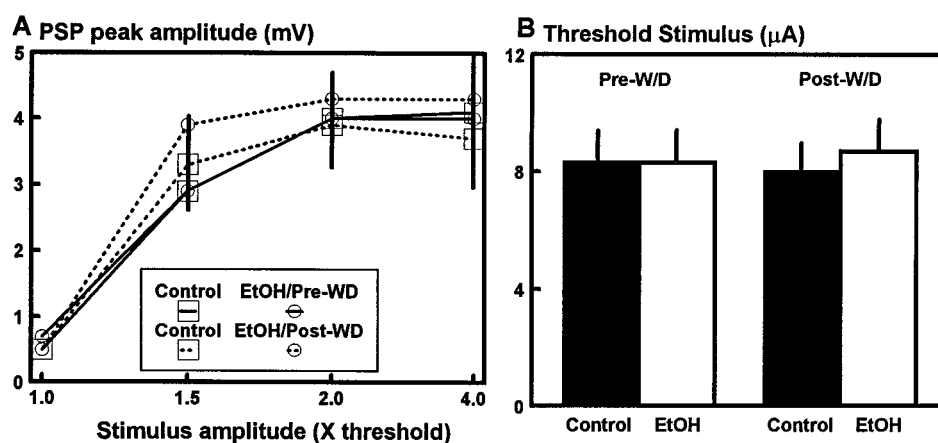 A PSP peak amplitude (mV)
5
4
3
2
1
0
Control EtOH/Pre-WD
Control EtOH/Post-WD
1.0 1.5 2.0 4.0
Stimulus amplitude (X threshold)
B Threshold Stimulus (µA)
12
8
4
0
Pre-W/D Post-W/D
Control EtOH Control EtOH